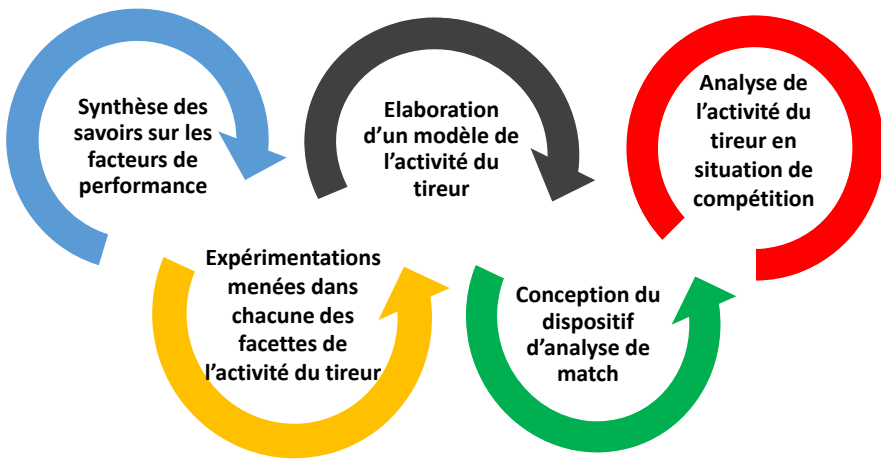 Synthèse des
savoirs sur les
facteurs de
performance
Expérimentations
menées dans
chacune des
facettes de
l'activité du tireur
Elaboration
d'un modèle de
l'activité du
tireur
Conception du
dispositif
d'analyse de
match
Analyse de
l'activité du
tireur en
situation de
compétition